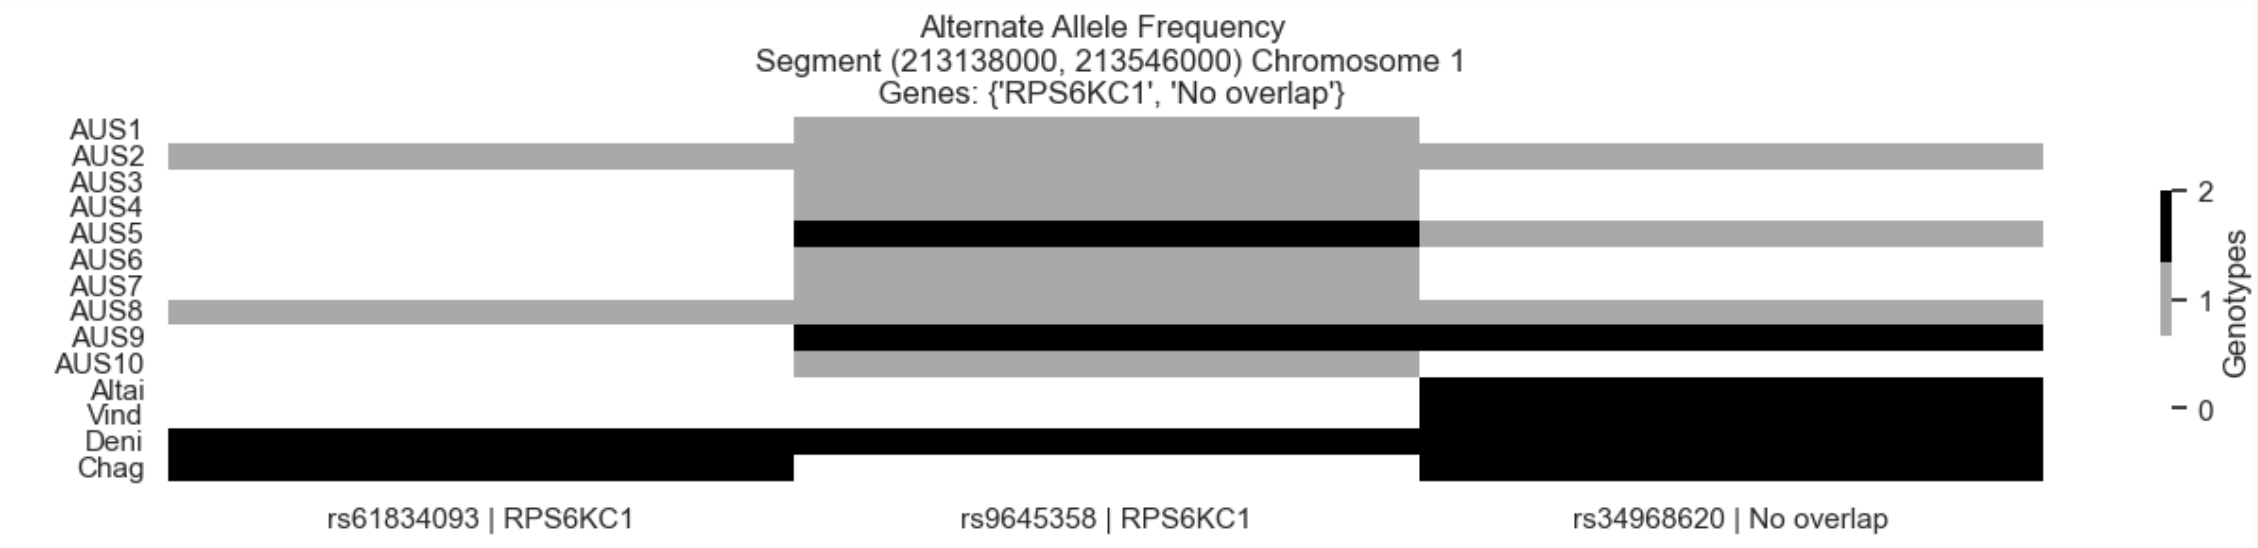 Alternate Allele Frequency
Segment (213138000, 213546000) Chromosome 1
Genes: {'RPS6KC1', 'No overlap'}
AUS1
AUS2
AUS3
AUS4
AUS5
AUS6
AUS7
AUS8
AUS9
AUS10
Altai
Vind
Deni
Chag
rs61834093 | RPS6KC1
rs9645358 | RPS6KC1
rs34968620 | No overlap
2
1
0
Genotypes